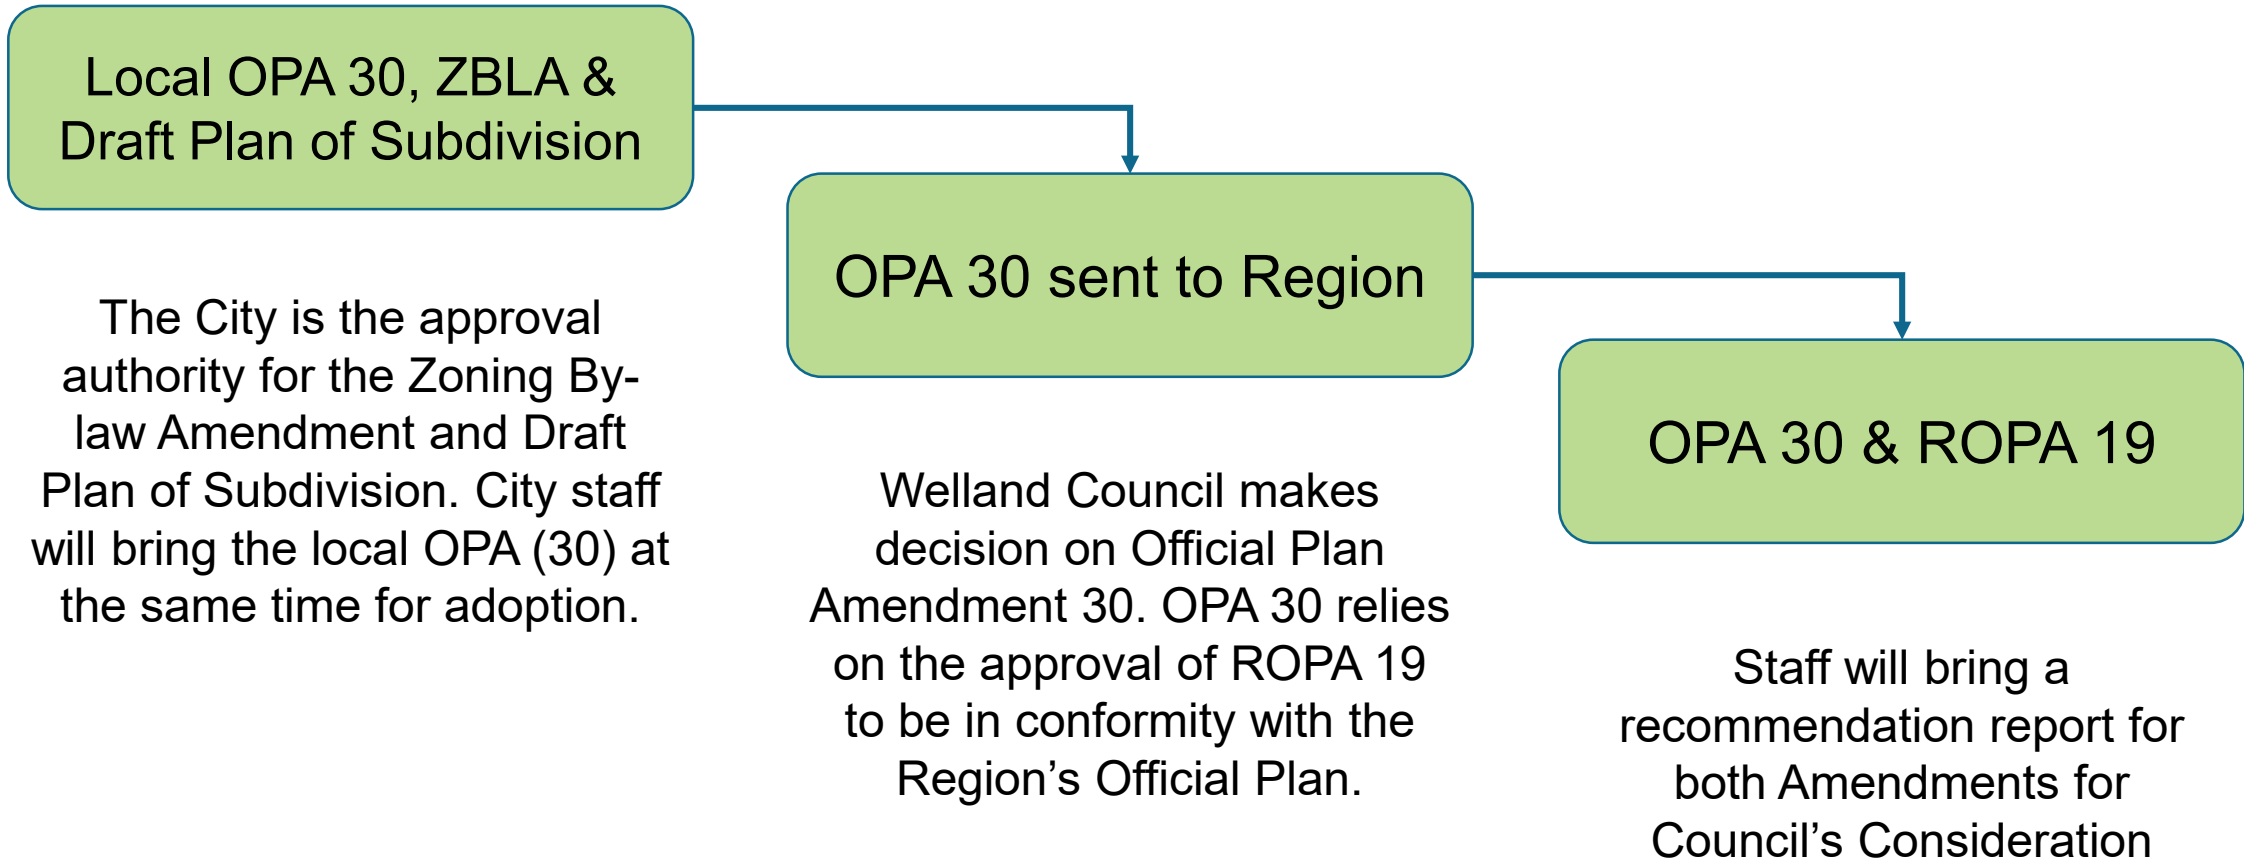 Local OPA 30, ZBLA &
Draft Plan of Subdivision
The City is the approval
authority for the Zoning By-
law Amendment and Draft
Plan of Subdivision. City staff
will bring the local OPA (30) at
the same time for adoption.
OPA 30 sent to Region
Welland Council makes
decision on Official Plan
Amendment 30. OPA 30 relies
on the approval of ROPA 19
to be in conformity with the
Region’s Official Plan.
OPA 30 & ROPA 19
Staff will bring a
recommendation report for
both Amendments for
Council’s Consideration